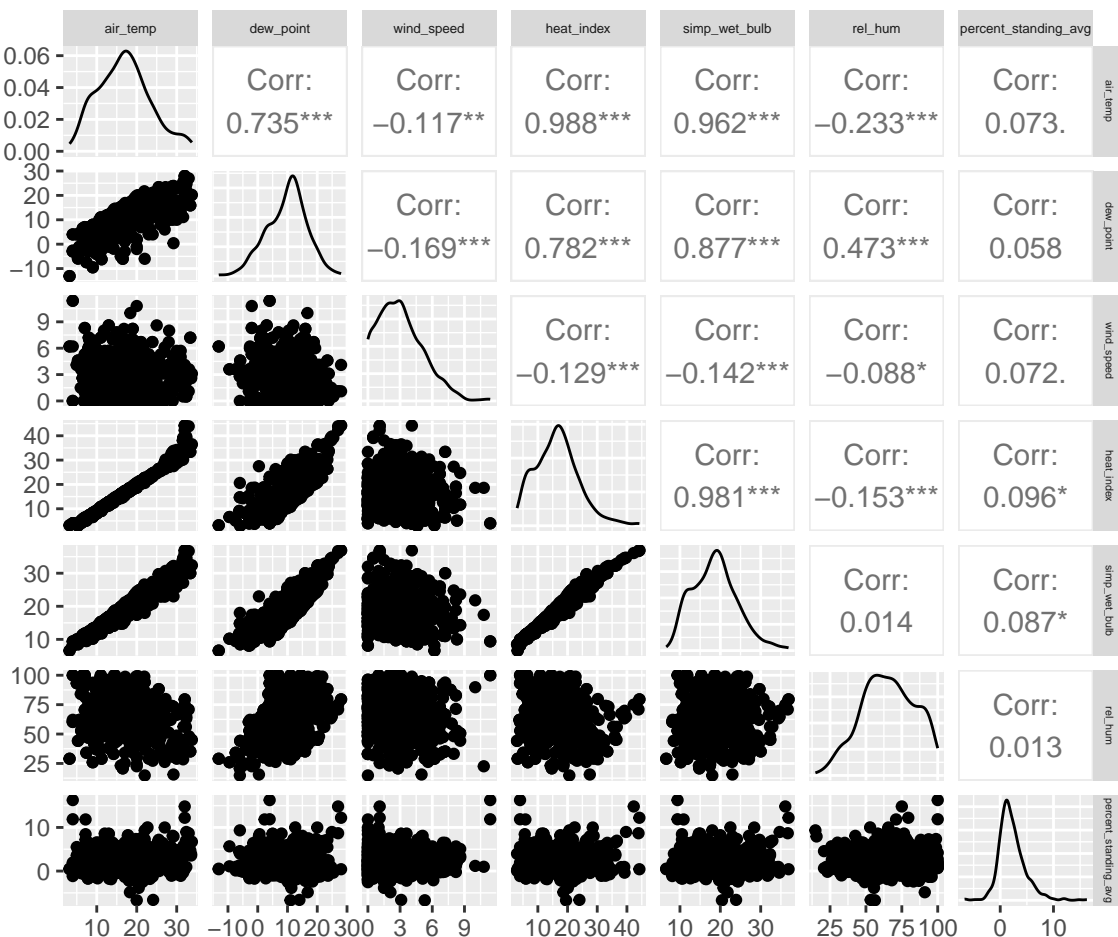 air_temp dew_point wind_speed heat_index simp_wet_bulb rel_hum percent_standing_avg
0.06
0.04
0.02
0.00
Corr: Corr: Corr: Corr: Corr: Corr:
0.735*** −0.117** 0.988*** 0.962*** −0.233*** 0.073.
air_temp
30
20
10
0
−10
Corr: Corr: Corr: Corr: Corr:
−0.169*** 0.782*** 0.877*** 0.473*** 0.058
dew_point
9
6
3
0
Corr: Corr: Corr: Corr:
−0.129*** −0.142*** −0.088* 0.072.
wind_speed
40
30
20
10
Corr: Corr: Corr:
0.981*** −0.153*** 0.096*
heat_index
30
20
10
Corr: Corr:
0.014 0.087*
simp_wet_bulb
100
75
50
25
Corr:
0.013
rel_hum
10
0
percent_standing_avg
10 20 30 −10 0 10 20 30 0 3 6 9 10 20 30 40 10 20 30 25 50 75 100 0 10